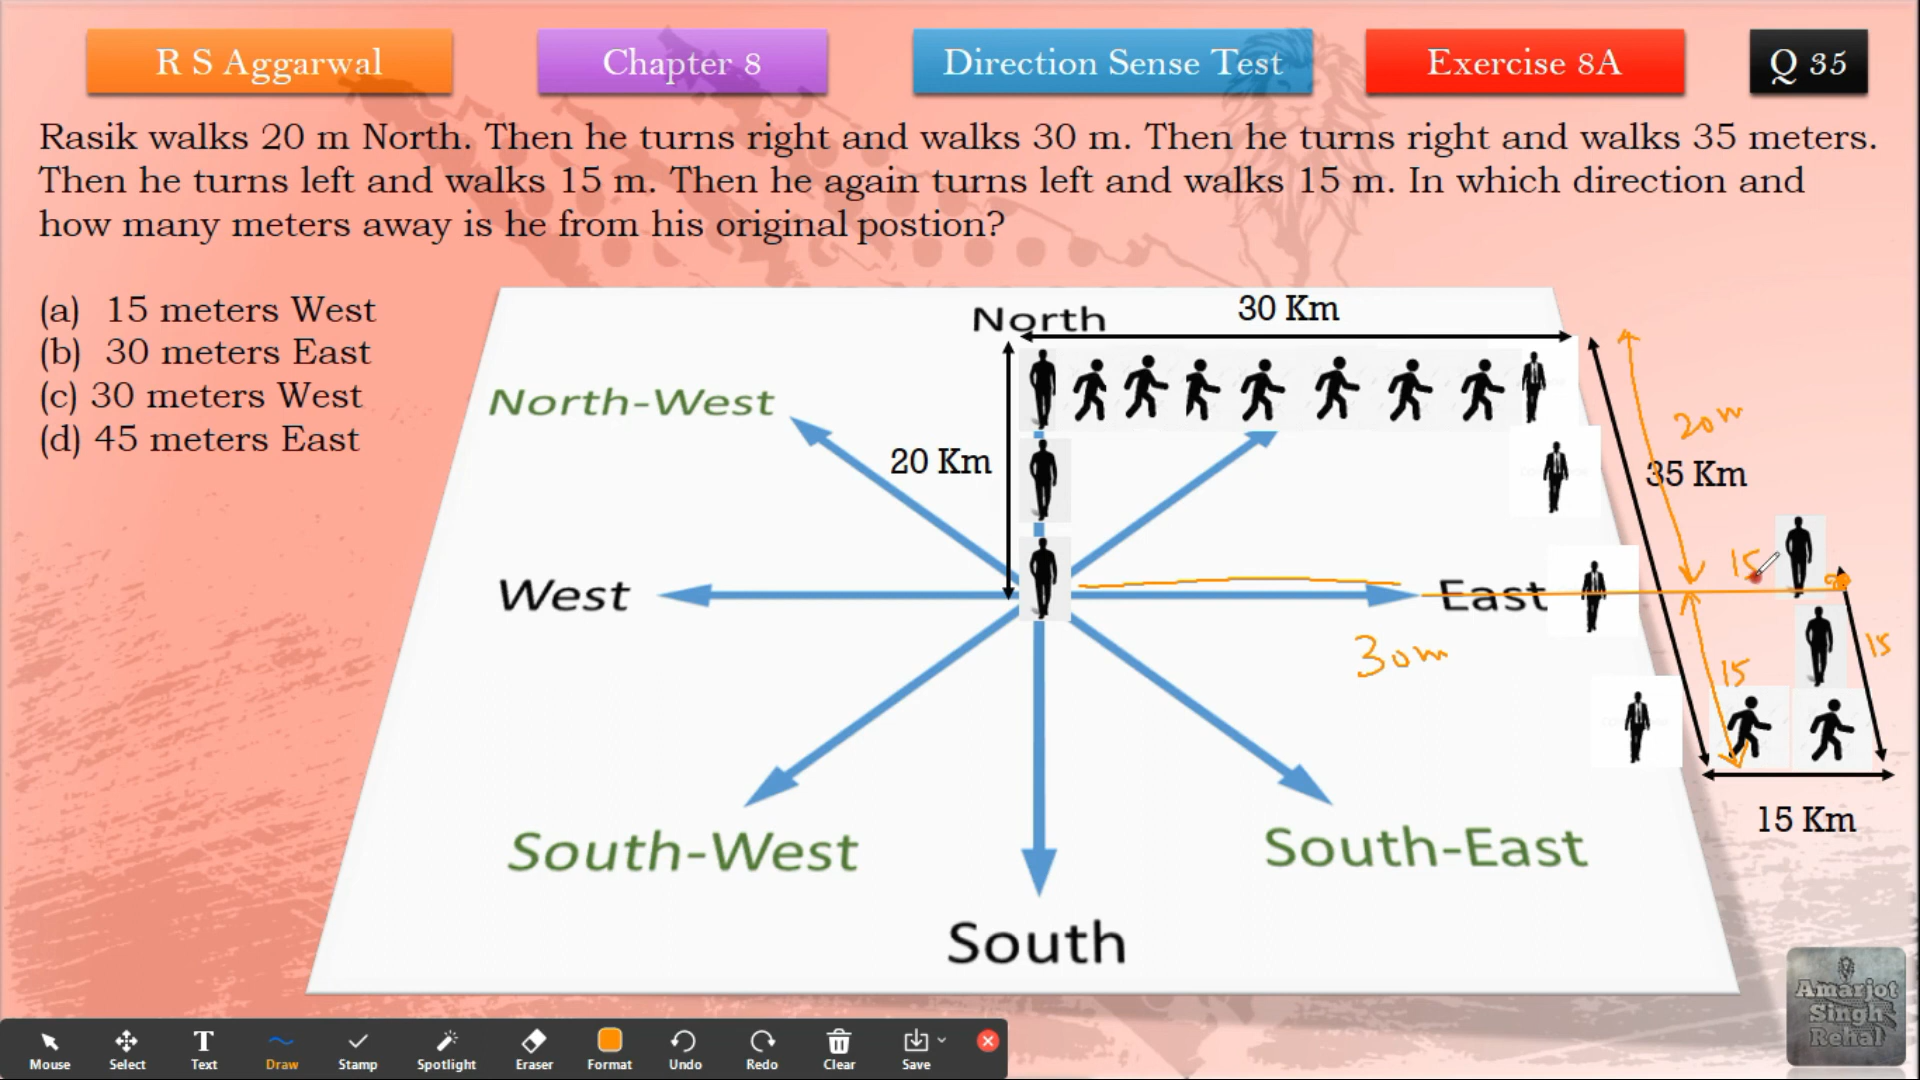 R S Aggarwal
Chapter 8
Direction Sense Test
Exercise 8A
Q 35
Rasik walks 20 m North. Then he turns right and walks 30 m. Then he turns right and walks 35 meters.
Then he turns left and walks 15 m. Then he again turns left and walks 15 m. In which direction and
how many meters away is he from his original postion?
(a) 15 meters West
(b) 30 meters East
(c) 30 meters West
(d) 45 meters East
North
30 Km
North-West
20m
20 Km
35 Km
15
West
East
30m
15
15
15 Km
South-West
South-East
South
Amarjot
Singh
Rehal
Mouse
Select
Text
Draw
Stamp
Spotlight
Eraser
Format
Undo
Redo
Clear
Save